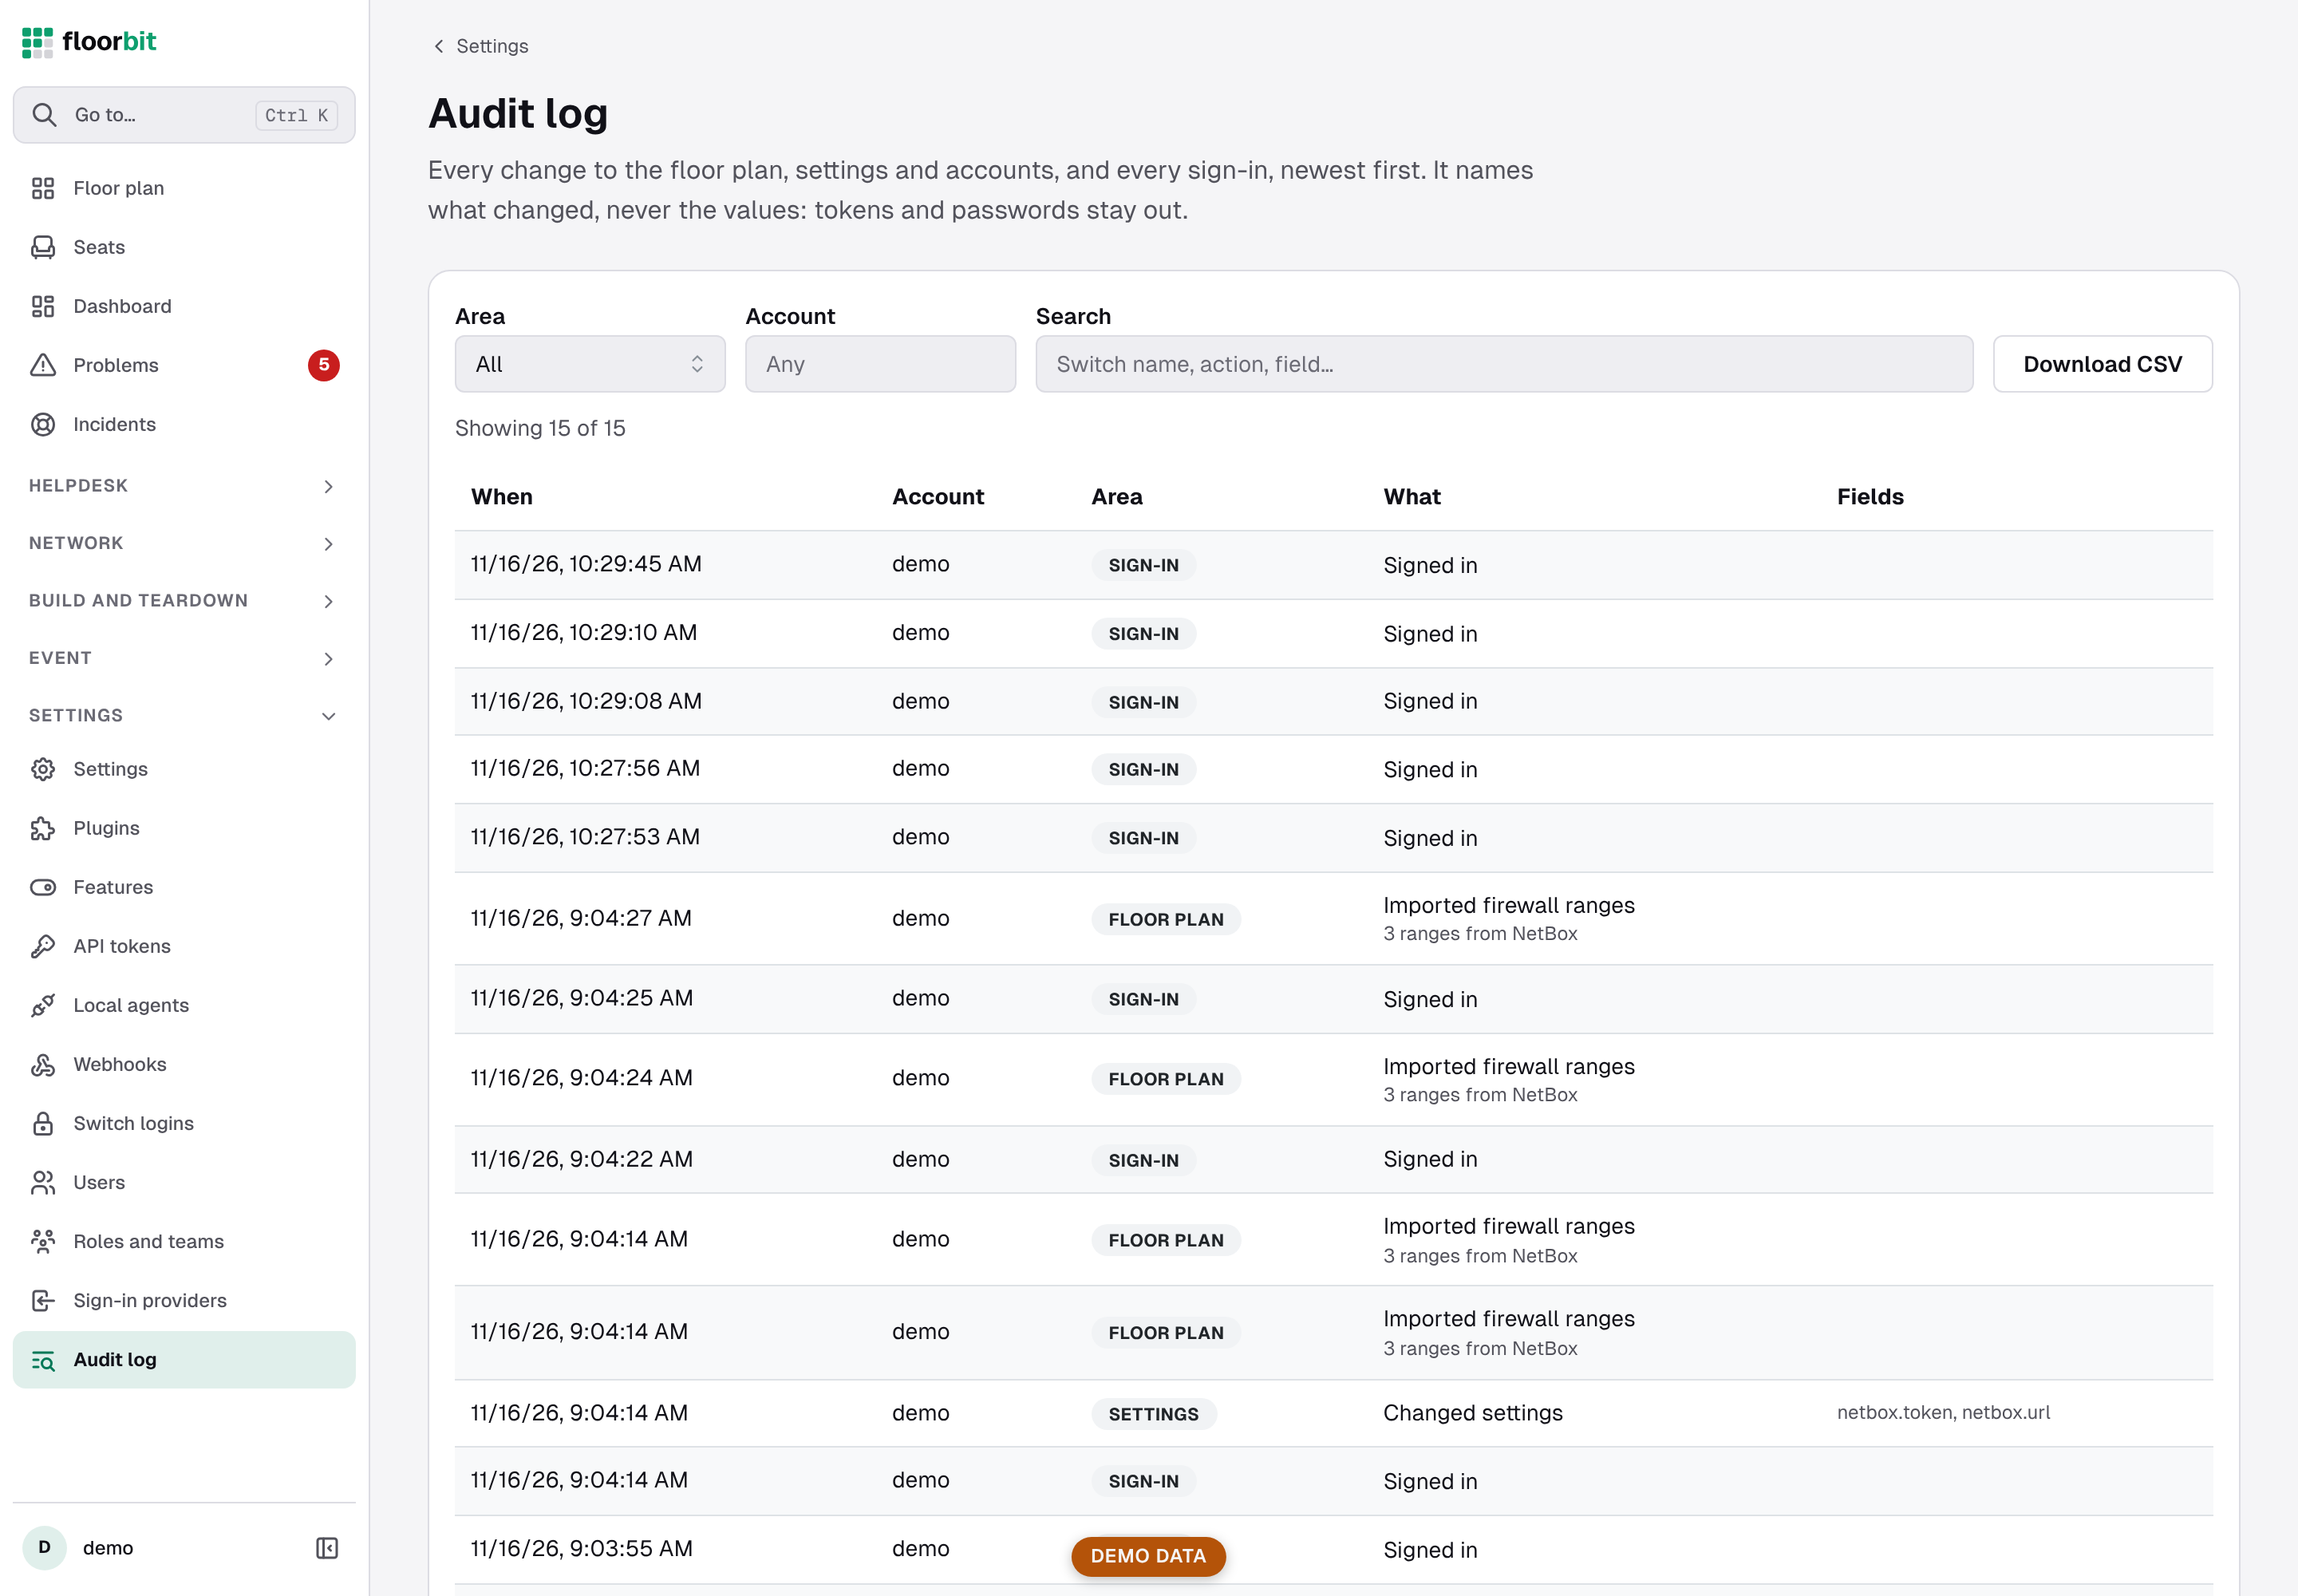 floorbit
Go to...
Ctrl K
Floor plan
Seats
Dashboard
Problems
5
Incidents
HELPDESK
NETWORK
BUILD AND TEARDOWN
EVENT
SETTINGS
Settings
Plugins
Features
API tokens
Local agents
Webhooks
Switch logins
Users
Roles and teams
Sign-in providers
Audit log
D
demo
Settings
Audit log
Every change to the floor plan, settings and accounts, and every sign-in, newest first. It names
what changed, never the values: tokens and passwords stay out.
Area
Account
Search
All
Any
Switch name, action, field...
Download CSV
Showing 15 of 15
When Account Area What Fields
11/16/26, 10:29:45 AM demo SIGN-IN Signed in
11/16/26, 10:29:10 AM demo SIGN-IN Signed in
11/16/26, 10:29:08 AM demo SIGN-IN Signed in
11/16/26, 10:27:56 AM demo SIGN-IN Signed in
11/16/26, 10:27:53 AM demo SIGN-IN Signed in
11/16/26, 9:04:27 AM demo FLOOR PLAN Imported firewall ranges
3 ranges from NetBox
11/16/26, 9:04:25 AM demo SIGN-IN Signed in
11/16/26, 9:04:24 AM demo FLOOR PLAN Imported firewall ranges
3 ranges from NetBox
11/16/26, 9:04:22 AM demo SIGN-IN Signed in
11/16/26, 9:04:14 AM demo FLOOR PLAN Imported firewall ranges
3 ranges from NetBox
11/16/26, 9:04:14 AM demo FLOOR PLAN Imported firewall ranges
3 ranges from NetBox
11/16/26, 9:04:14 AM demo SETTINGS Changed settings netbox.token, netbox.url
11/16/26, 9:04:14 AM demo SIGN-IN Signed in
11/16/26, 9:03:55 AM demo Signed in
DEMO DATA